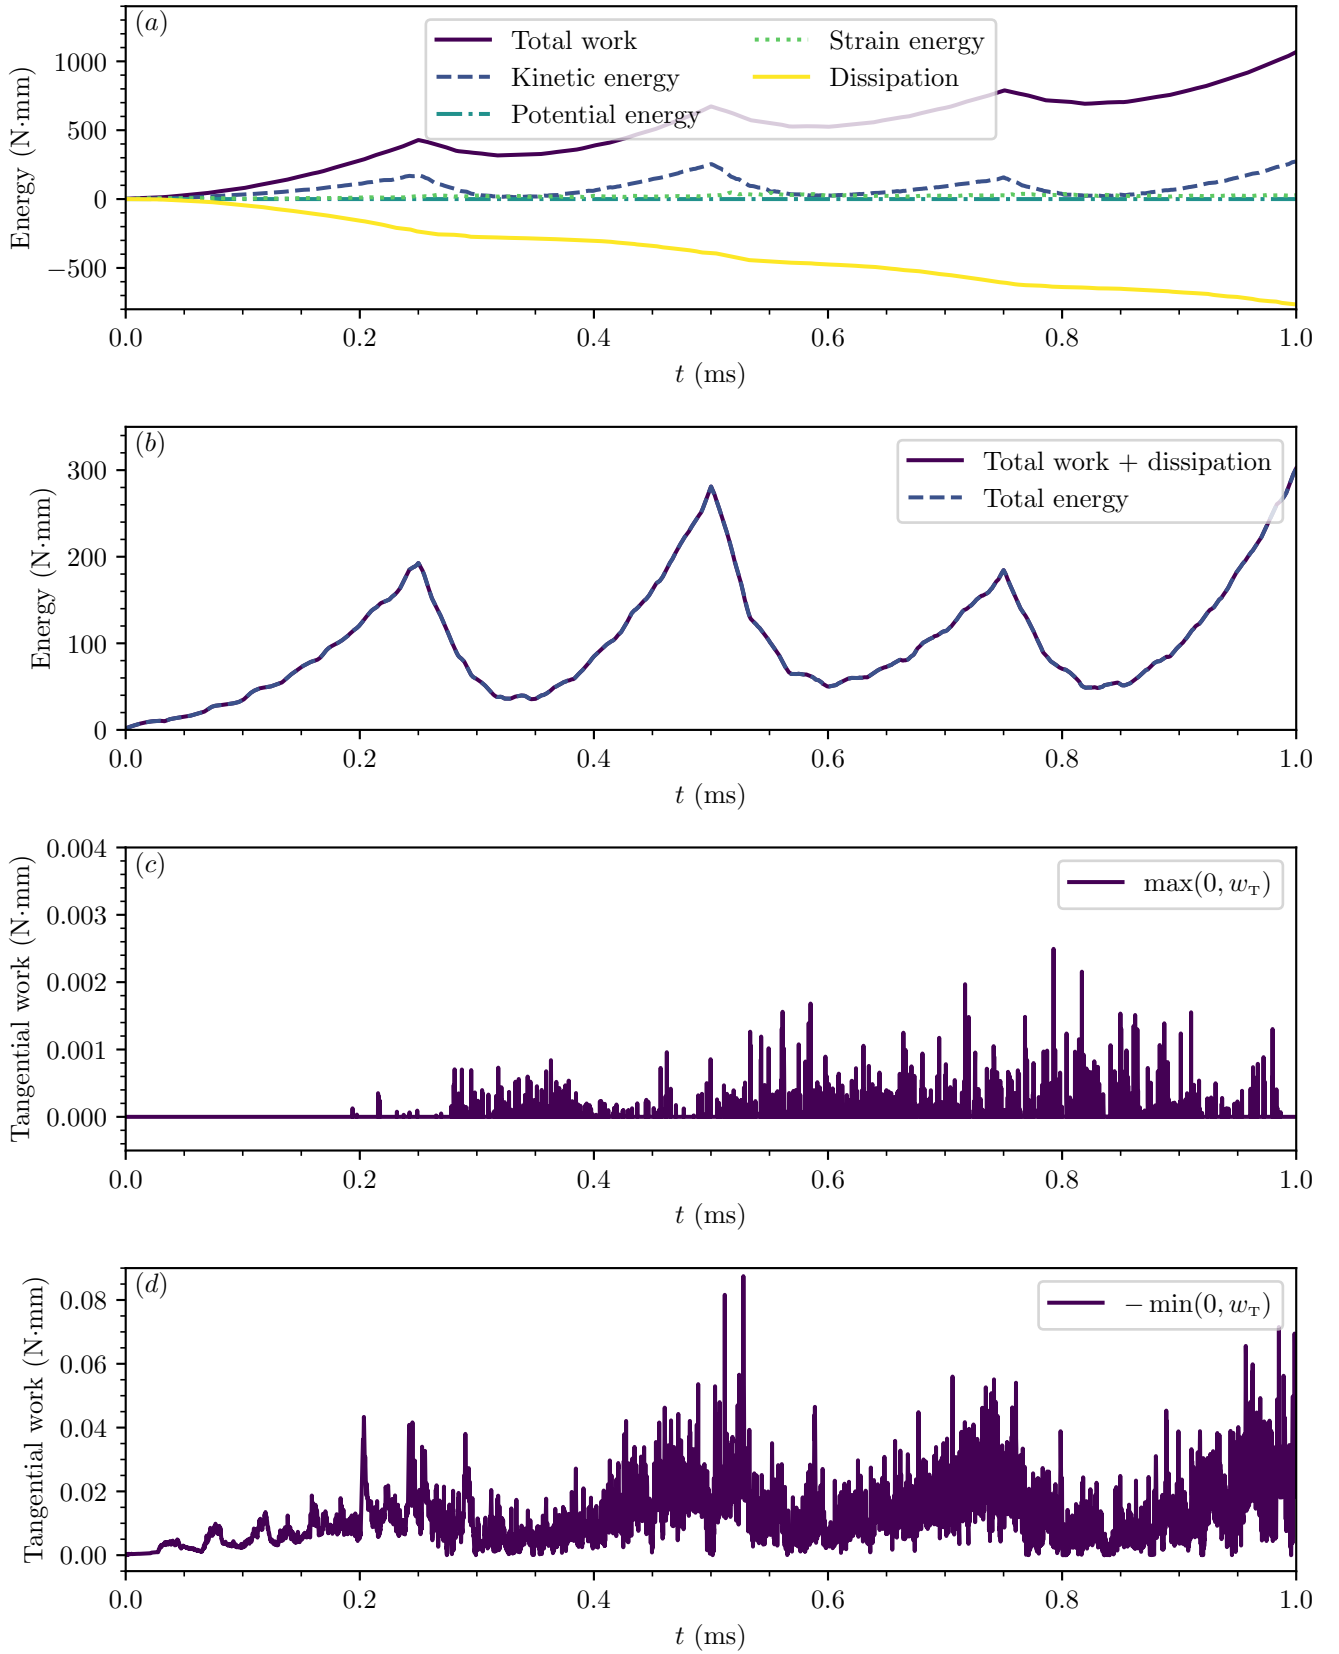 (a)
Total work
Kinetic energy
Potential energy
Strain energy
Dissipation
Energy (N·mm)
1000
500
0
−500
0.0 0.2 0.4 0.6 0.8 1.0
t (ms)
(b)
Total work + dissipation
Total energy
Energy (N·mm)
300
200
100
0
0.0 0.2 0.4 0.6 0.8 1.0
t (ms)
(c)
max(0, w_T)
Tangential work (N·mm)
0.004
0.003
0.002
0.001
0.000
0.0 0.2 0.4 0.6 0.8 1.0
t (ms)
(d)
− min(0, w_T)
Tangential work (N·mm)
0.08
0.06
0.04
0.02
0.00
0.0 0.2 0.4 0.6 0.8 1.0
t (ms)